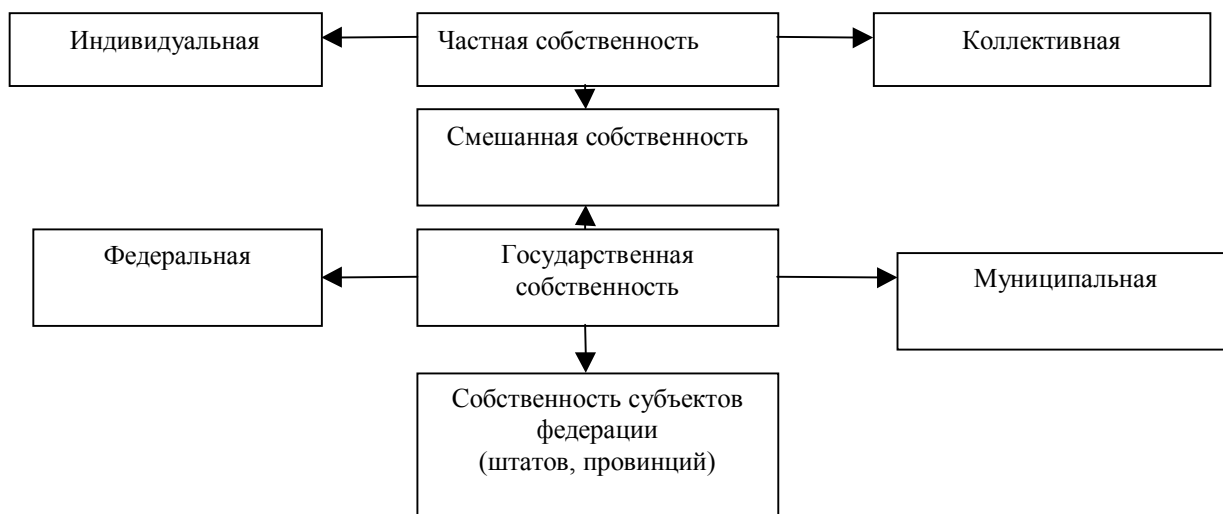 Индивидуальная
Частная собственность
Коллективная
Смешанная собственность
Федеральная
Государственная
собственность
Муниципальная
Собственность субъектов
федерации
(штатов, провинций)